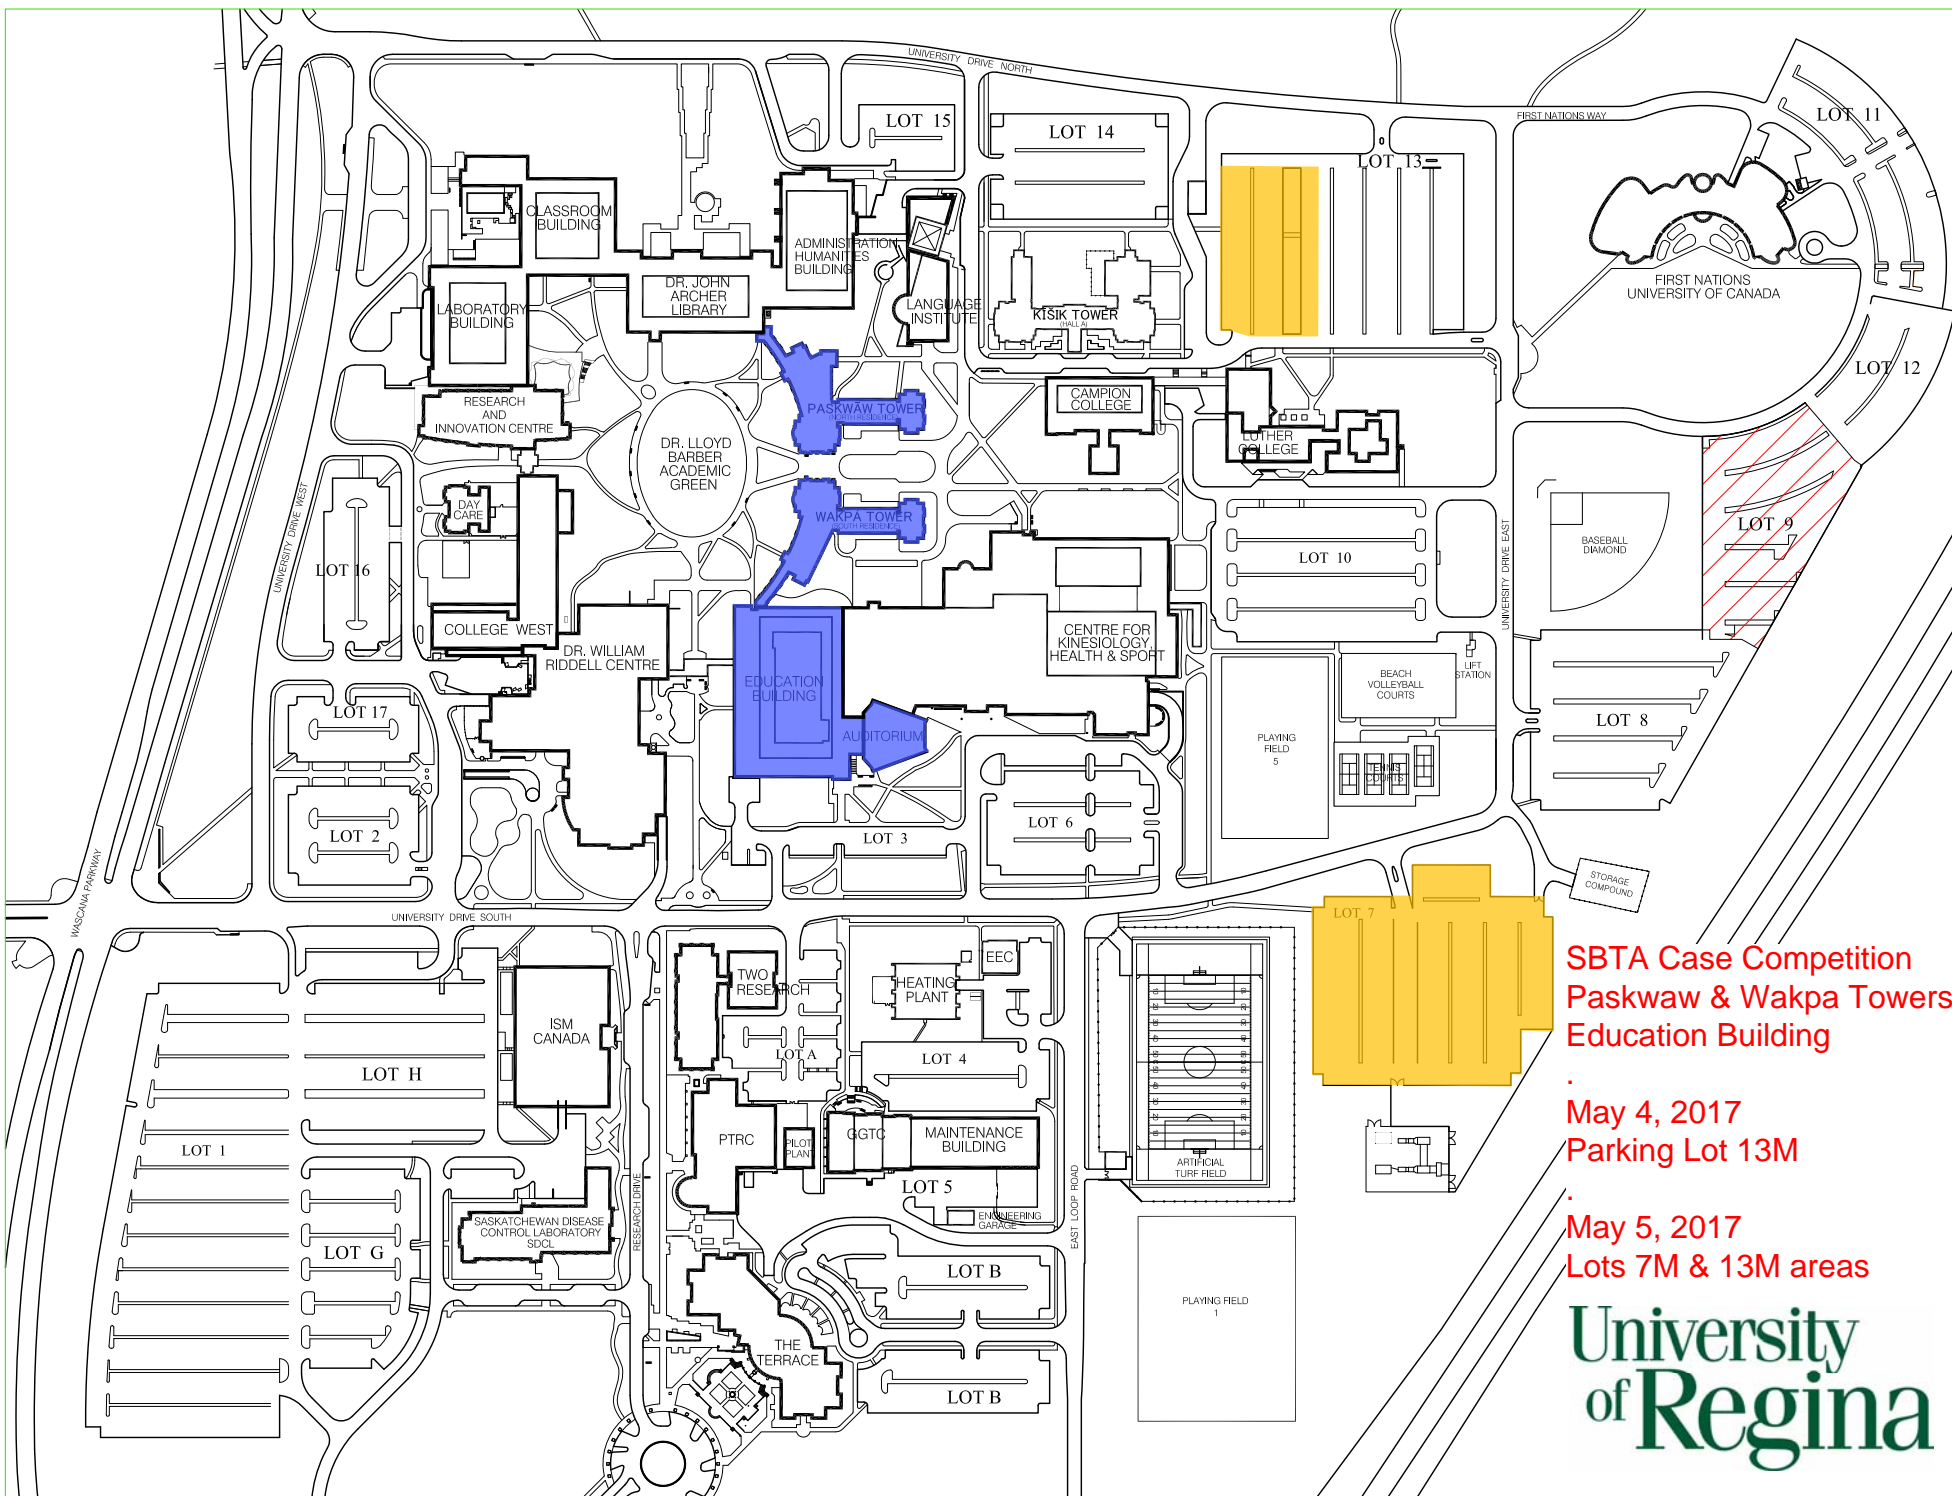 UNIVERSITY DRIVE NORTH
FIRST NATIONS WAY
LOT 11
LOT 15
LOT 14
LOT 13
CLASSROOM
BUILDING
ADMINISTRATION
HUMANITIES
BUILDING
DR. JOHN
ARCHER
LIBRARY
LABORATORY
BUILDING
LANGUAGE
INSTITUTE
KĪŠIK TOWER
(HALL A)
FIRST NATIONS
UNIVERSITY OF CANADA
LOT 12
RESEARCH
AND
INNOVATION CENTRE
PASKWĀW TOWER
(NORTH RESIDENCE)
CAMPION
COLLEGE
LUTHER
COLLEGE
DR. LLOYD
BARBER
ACADEMIC
GREEN
DAY
CARE
WAKPÁ TOWER
(SOUTH RESIDENCE)
UNIVERSITY DRIVE WEST
LOT 16
LOT 10
UNIVERSITY DRIVE EAST
BASEBALL
DIAMOND
LOT 9
COLLEGE WEST
DR. WILLIAM
RIDDELL CENTRE
CENTRE FOR
KINESIOLOGY,
HEALTH & SPORT
EDUCATION
BUILDING
BEACH
VOLLEYBALL
COURTS
LIFT
STATION
LOT 17
AUDITORIUM
PLAYING
FIELD
5
LOT 8
TENNIS
COURTS
LOT 2
LOT 3
LOT 6
WASCANA PARKWAY
STORAGE
COMPOUND
UNIVERSITY DRIVE SOUTH
LOT 7
SBTA Case Competition
Paskwaw & Wakpa Towers
Education Building
.
May 4, 2017
Parking Lot 13M
.
May 5, 2017
Lots 7M & 13M areas
TWO
RESEARCH
HEATING
PLANT
EEC
ISM
CANADA
LOT A
LOT 4
LOT H
LOT 1
PTRC
PILOT
PLANT
GGTC
MAINTENANCE
BUILDING
ARTIFICIAL
TURF FIELD
LOT 5
ENGINEERING
GARAGE
EAST LOOP ROAD
RESEARCH DRIVE
SASKATCHEWAN DISEASE
CONTROL LABORATORY
SDCL
LOT G
LOT B
PLAYING FIELD
1
THE
TERRACE
LOT B
University
of Regina